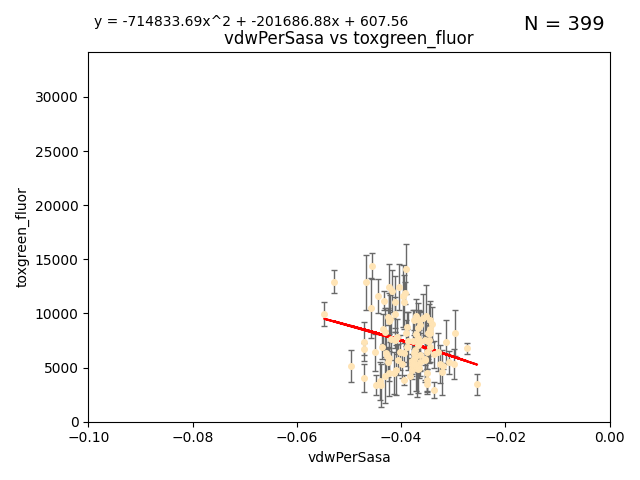 y = -714833.69x^2 + -201686.88x + 607.56
N = 399
vdwPerSasa vs toxgreen_fluor
30000
25000
20000
15000
10000
5000
0
toxgreen_fluor
−0.10 −0.08 −0.06 −0.04 −0.02 0.00
vdwPerSasa